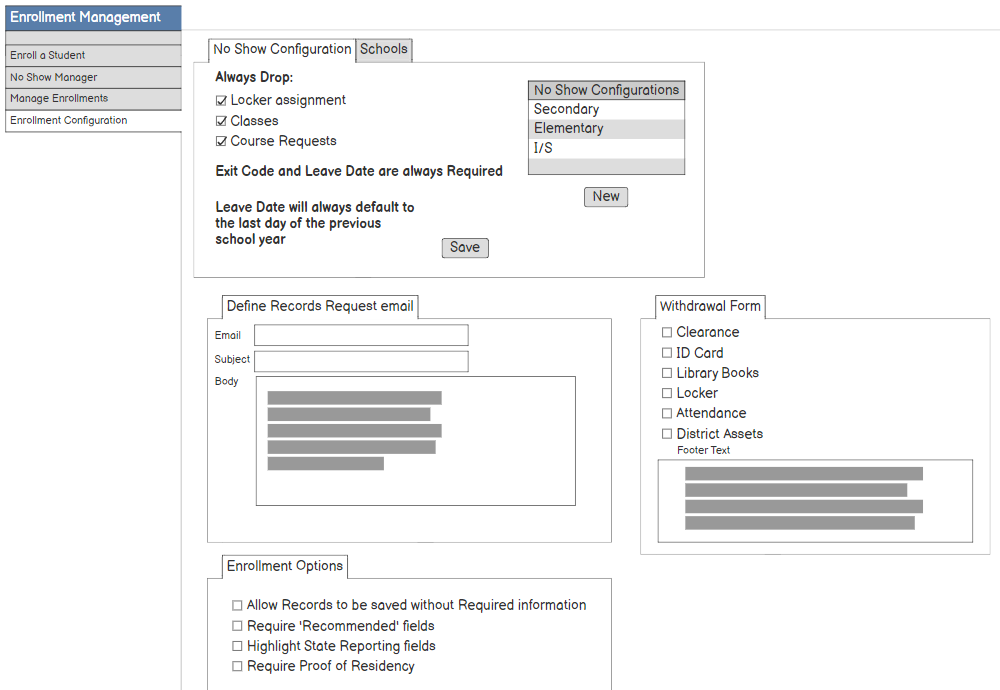 Enrollment Management
Enroll a Student
No Show Manager
Manage Enrollments
Enrollment Configuration
No Show Configuration
Schools
Always Drop:
Locker assignment
Classes
Course Requests
Exit Code and Leave Date are always Required
Leave Date will always default to
the last day of the previous
school year
Save
No Show Configurations
Secondary
Elementary
I/S
New
Define Records Request email
Email
Subject
Body
Withdrawal Form
Clearance
ID Card
Library Books
Locker
Attendance
District Assets
Footer Text
Enrollment Options
Allow Records to be saved without Required information
Require 'Recommended' fields
Highlight State Reporting fields
Require Proof of Residency